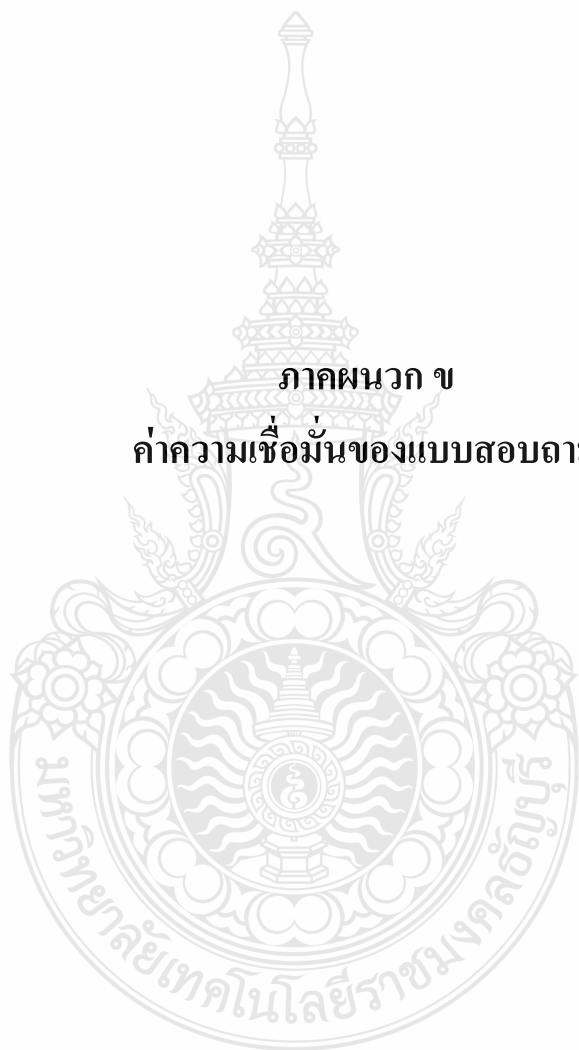 ภาคผนวก ข
ค่าความเชื่อมั่นของแบบสอบถาม
มหาวิทยาลัยเทคโนโลยีราชมงคลธัญบุรี